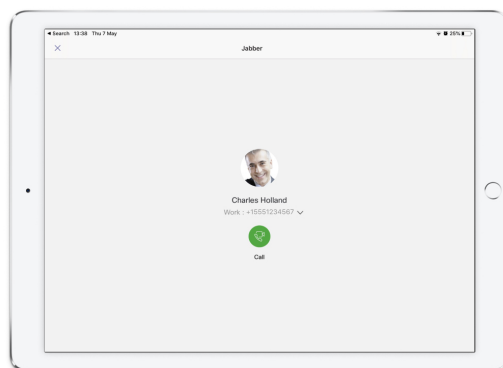 ◀ Search 13:38 Thu 7 May 25%
Jabber
Charles Holland
Work : +15551234567
Call